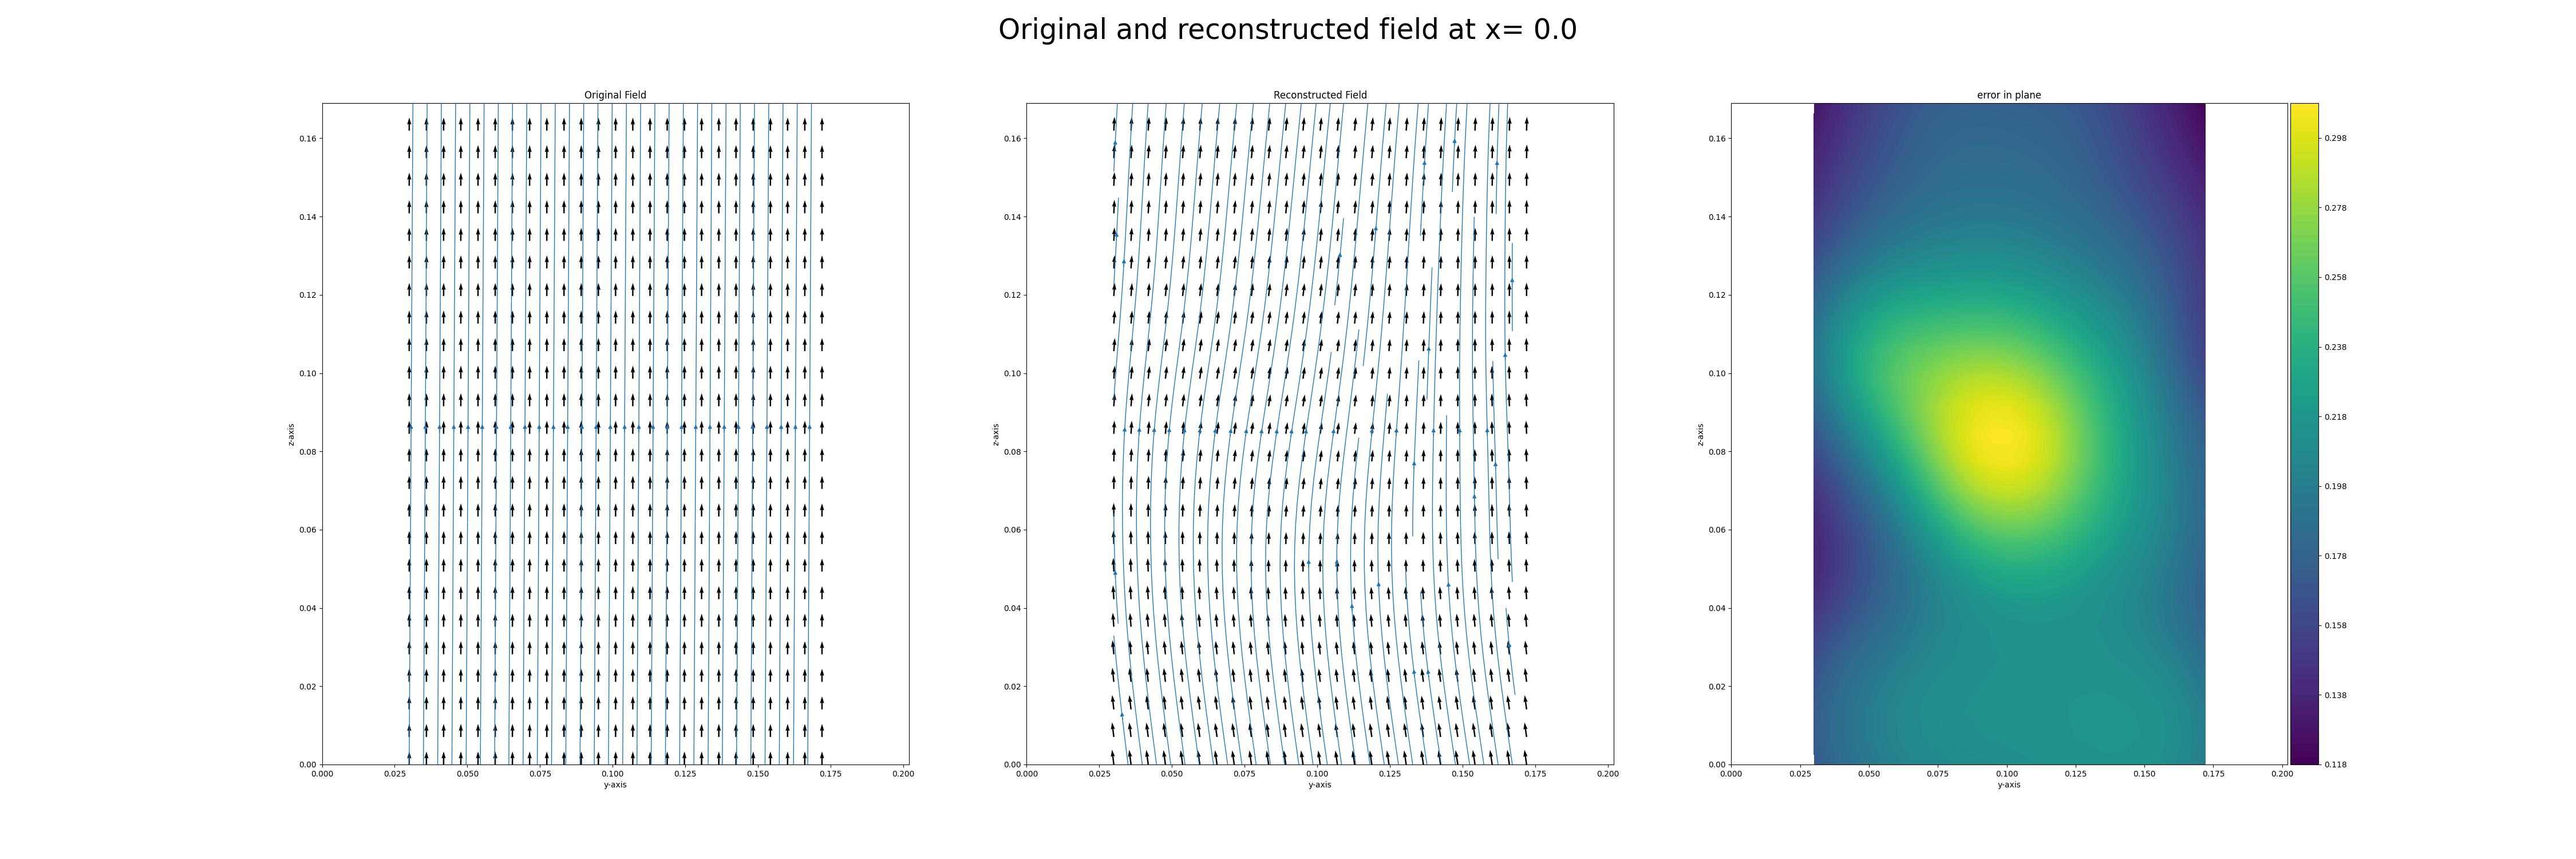 Original and reconstructed field at x= 0.0
Original Field
0.16
0.14
0.12
0.10
0.08
0.06
0.04
0.02
0.00
z-axis
0.000 0.025 0.050 0.075 0.100 0.125 0.150 0.175 0.200
y-axis
Reconstructed Field
0.16
0.14
0.12
0.10
0.08
0.06
0.04
0.02
0.00
z-axis
0.000 0.025 0.050 0.075 0.100 0.125 0.150 0.175 0.200
y-axis
error in plane
0.16
0.14
0.12
0.10
0.08
0.06
0.04
0.02
0.00
z-axis
0.000 0.025 0.050 0.075 0.100 0.125 0.150 0.175 0.200
y-axis
0.298
0.278
0.258
0.238
0.218
0.198
0.178
0.158
0.138
0.118